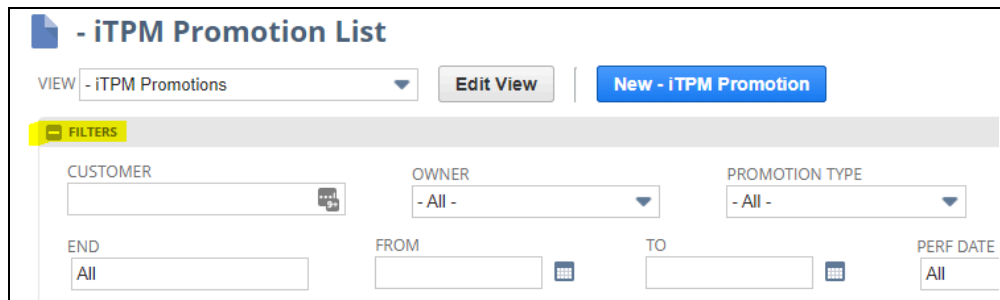 - iTPM Promotion List
VIEW - iTPM Promotions Edit View New - iTPM Promotion
FILTERS
CUSTOMER OWNER PROMOTION TYPE
- All - - All -
END FROM TO PERF DATE
All All